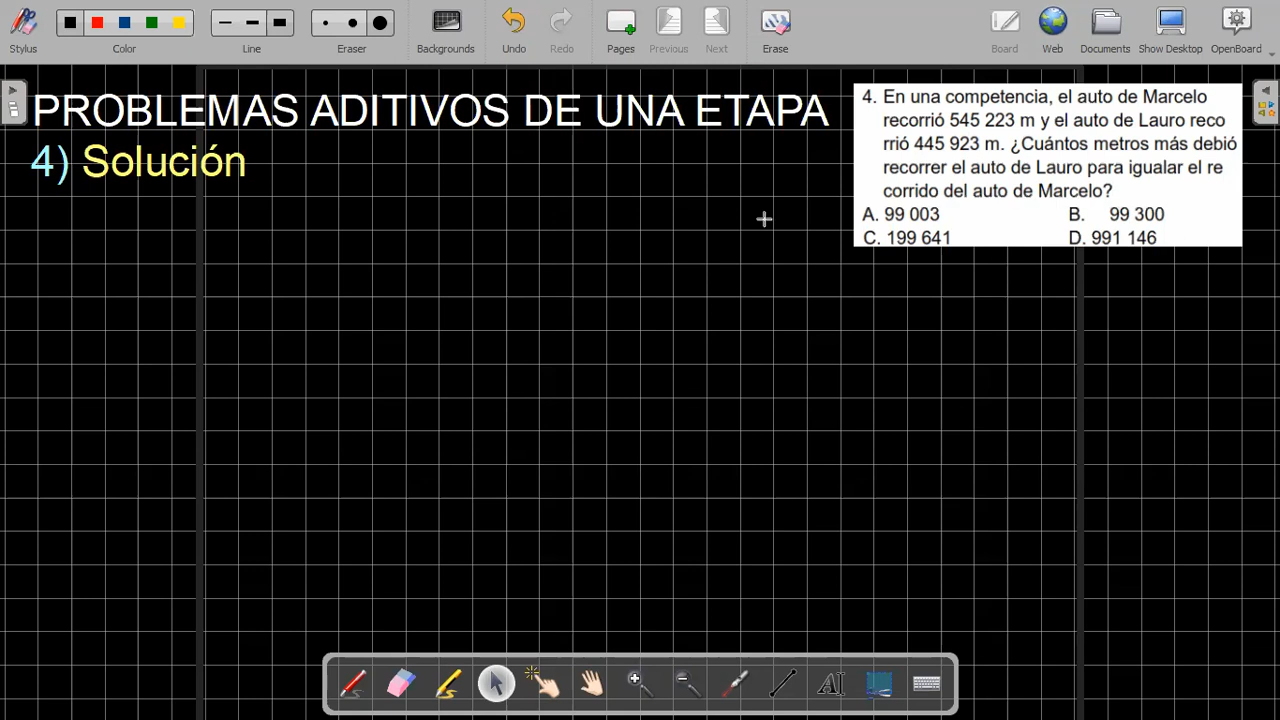 Stylus
Color
Line
Eraser
Backgrounds
Undo
Redo
Pages
Previous
Next
Erase
Board
Web
Documents
Show Desktop
OpenBoard
PROBLEMAS ADITIVOS DE UNA ETAPA
4) Solución
4. En una competencia, el auto de Marcelo
recorrió 545 223 m y el auto de Lauro reco
rrió 445 923 m. ¿Cuántos metros más debió
recorrer el auto de Lauro para igualar el re
corrido del auto de Marcelo?
A. 99 003 B. 99 300
C. 199 641 D. 991 146
AI